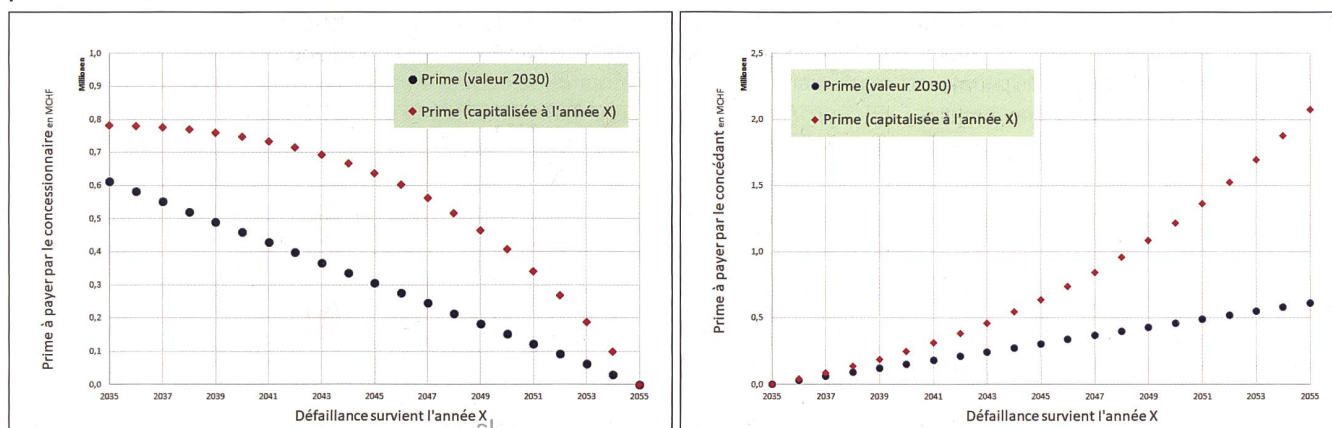 Prime à payer par le concessionnaire en MCHF
Millionen
1,0
0,9
0,8
0,7
0,6
0,5
0,4
0,3
0,2
0,1
0,0
Prime (valeur 2030)
Prime (capitalisée à l'année X)
2035 2037 2039 2041 2043 2045 2047 2049 2051 2053 2055
Défaillance survient l'année X
Prime à payer par le concédant en MCHF
Millionen
2,5
2,0
1,5
1,0
0,5
0,0
Prime (valeur 2030)
Prime (capitalisée à l'année X)
2035 2037 2039 2041 2043 2045 2047 2049 2051 2053 2055
Défaillance survient l'année X